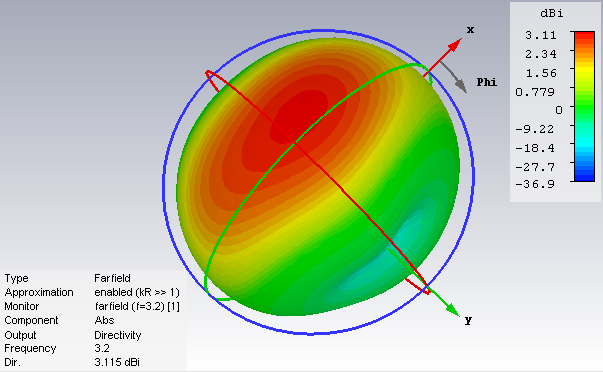 dBi
3.11
2.34
1.56
0.779
0
-9.22
-18.4
-27.7
-36.9
x
Phi
y
Type Farfield
Approximation enabled (kR >> 1)
Monitor farfield (f=3.2) [1]
Component Abs
Output Directivity
Frequency 3.2
Dir. 3.115 dBi